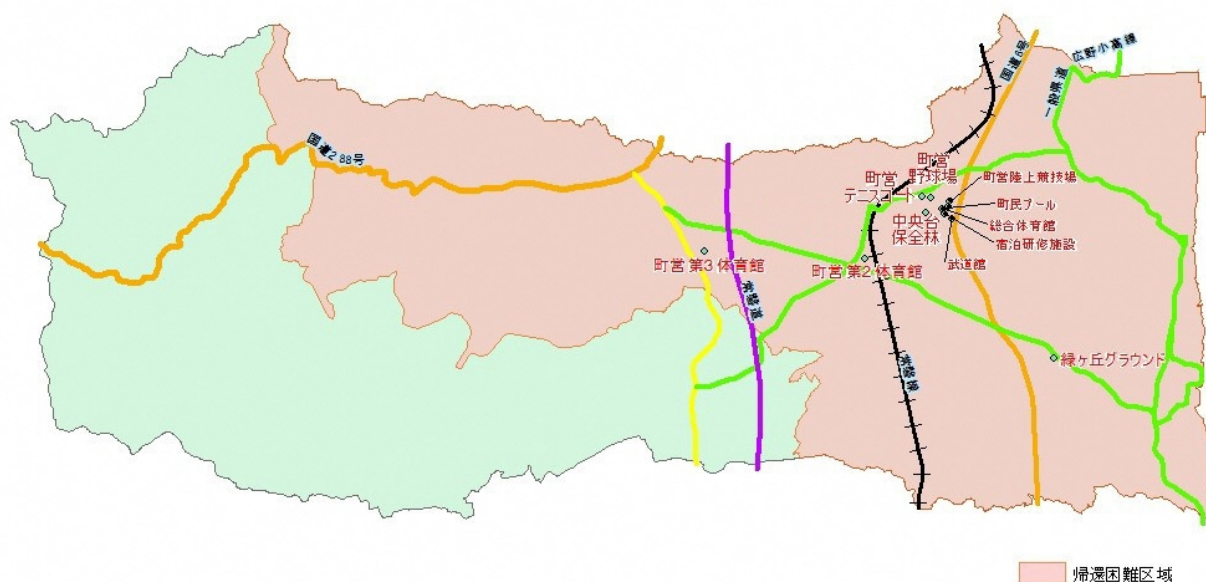 国道6号
広野小高線
一般県道
国道288号
町営
野球場
町営
テニスコート
町営陸上競技場
町民プール
中央台
保全林
総合体育館
宿泊研修施設
武道館
町営 第3 体育館
町営 第2 体育館
常磐道
常磐線
緑ヶ丘グラウンド
帰還困難区域